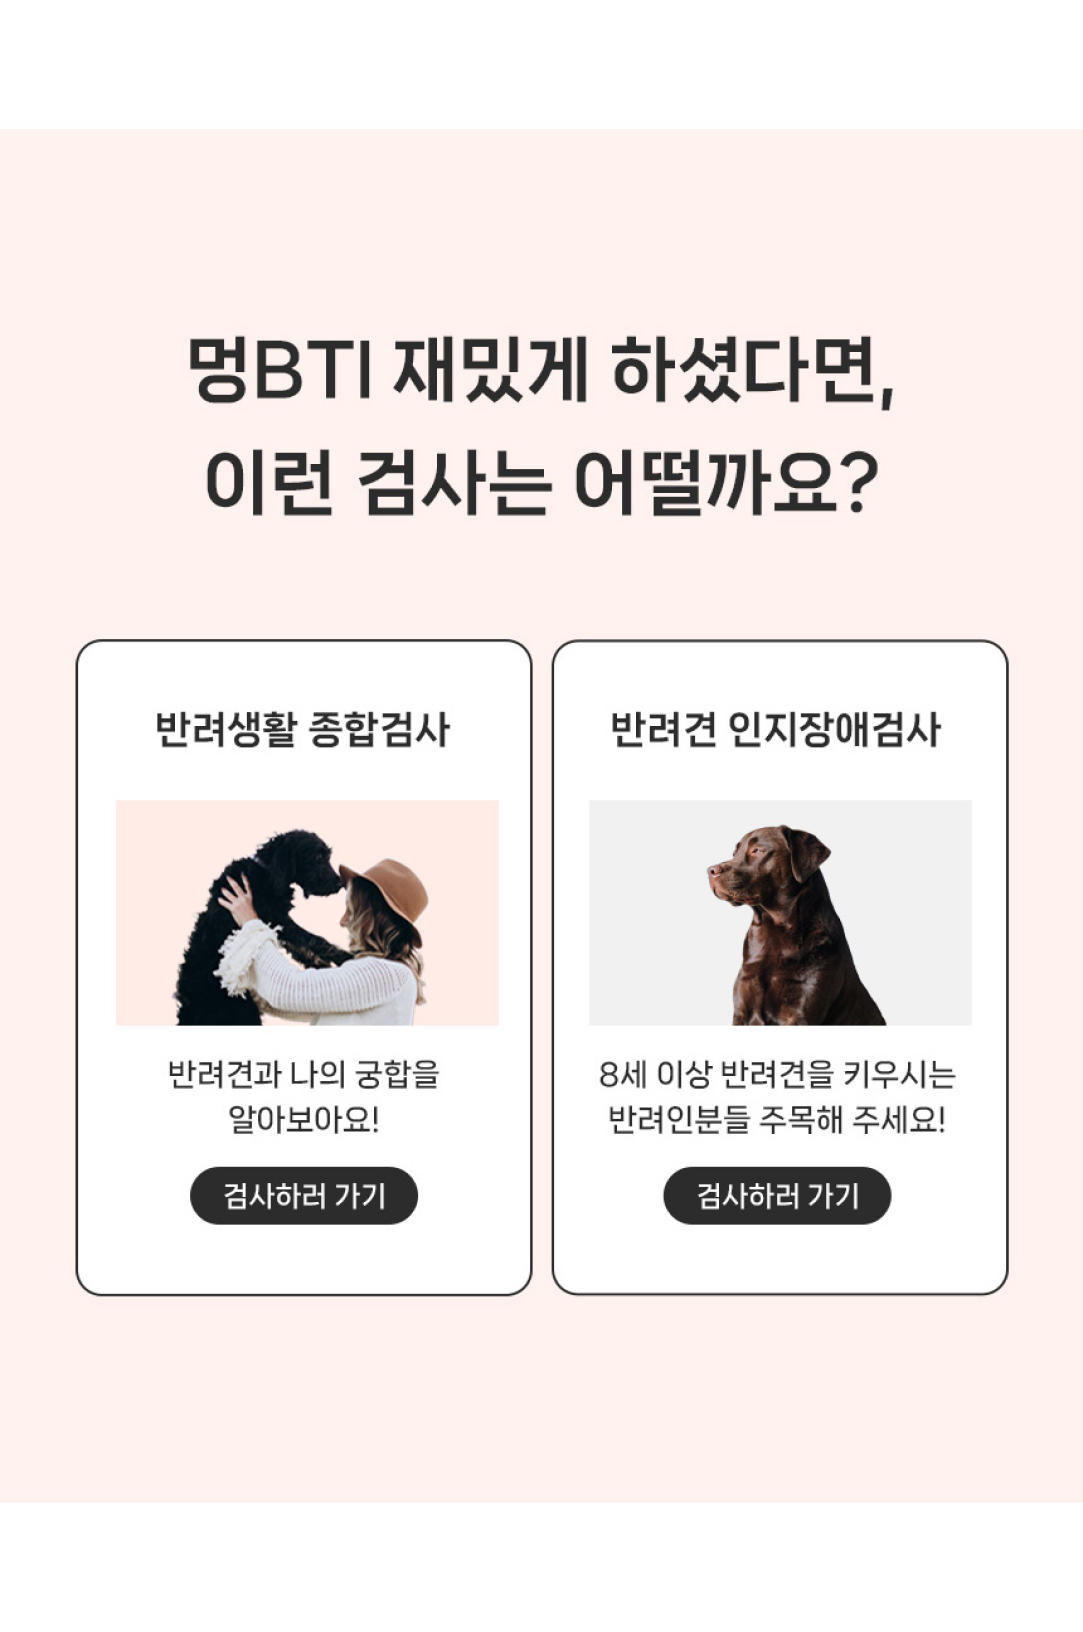 멍BTI 재밌게 하셨다면,
이런 검사는 어떨까요?
반려생활 종합검사
반려견과 나의 궁합을
알아보아요!
검사하러 가기
반려견 인지장애검사
8세 이상 반려견을 키우시는
반려인분들 주목해 주세요!
검사하러 가기